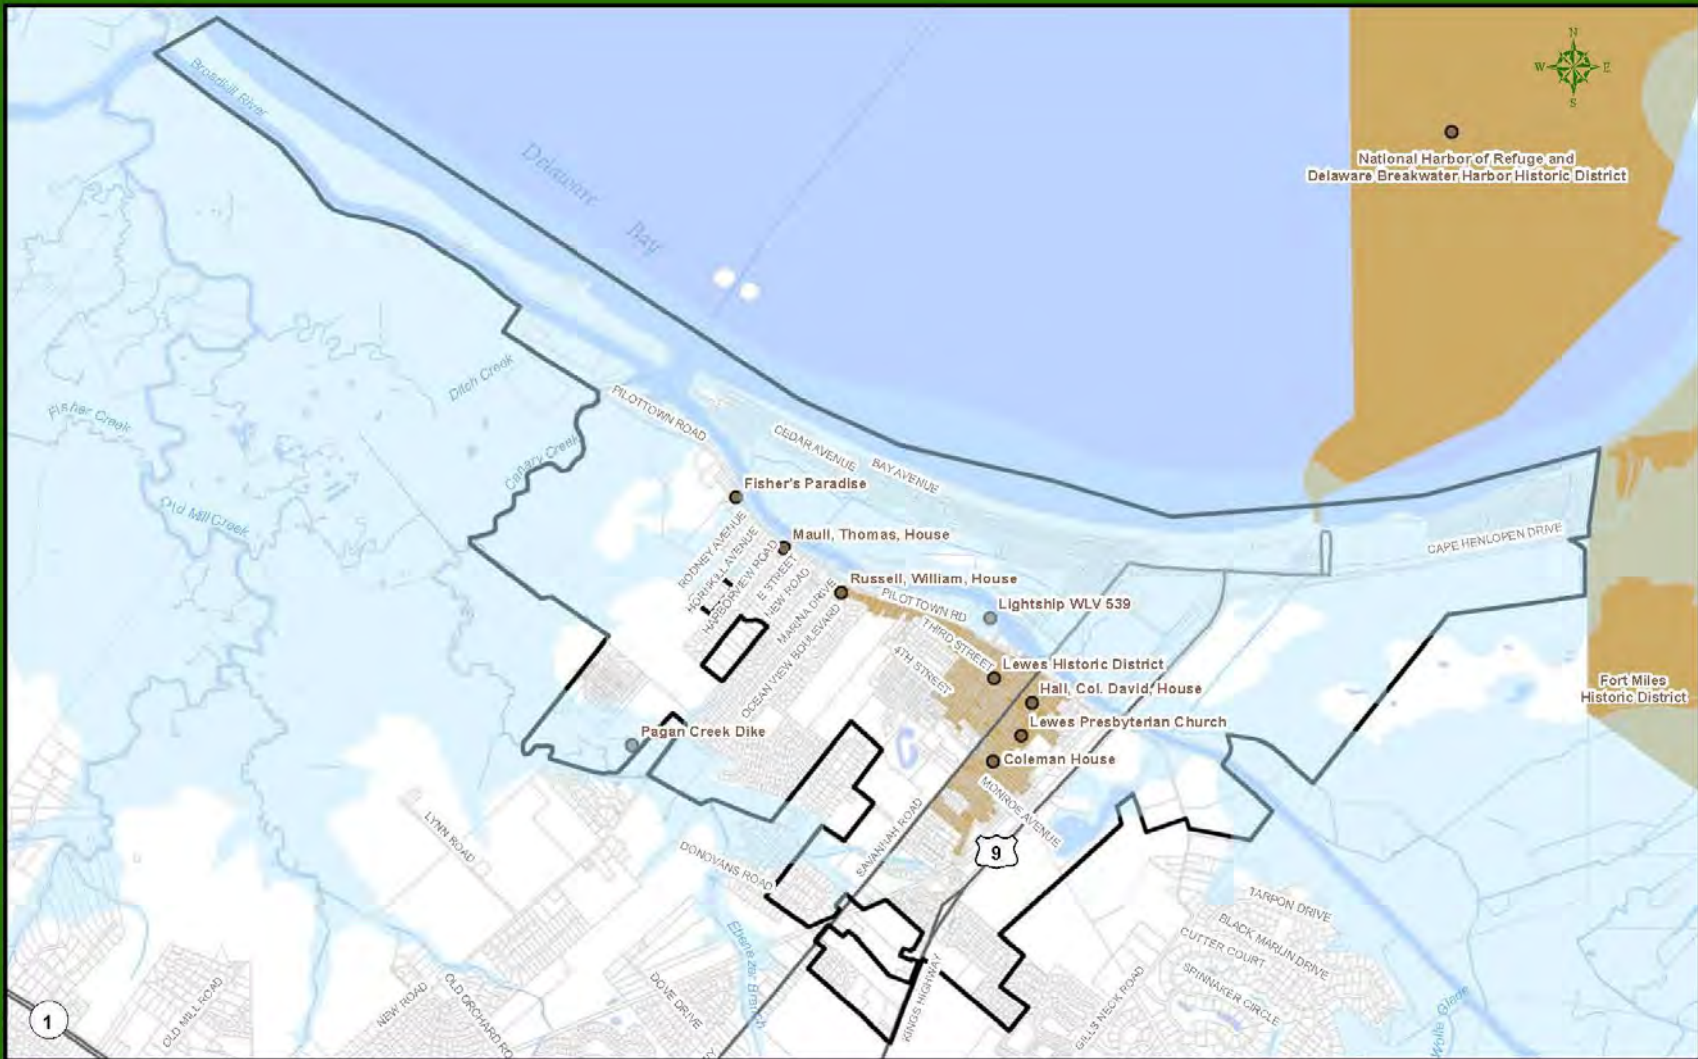 N
W E
S
Broadkill River
Delaware
Bay
National Harbor of Refuge and
Delaware Breakwater Harbor Historic District
Ditch Creek
Fisher Creek
Canary Creek
Old Mill Creek
PILOTTOWN ROAD
CEDAR AVENUE
BAY AVENUE
Fisher's Paradise
Maull, Thomas, House
RODNEY AVENUE
HORNKILL AVENUE
HARBORVIEW ROAD
E STREET
NEW ROAD
MARINA DRIVE
OCEAN VIEW BOULEVARD
Russell, William, House
PILOTTOWN RD
Lightship WLV 539
CAPE HENLOPEN DRIVE
THIRD STREET
4TH STREET
Lewes Historic District
Hall, Col. David, House
Lewes Presbyterian Church
Coleman House
Fort Miles
Historic District
Pagan Creek Dike
MONROE AVENUE
SAVANNAH ROAD
9
LYNN ROAD
DONOVANS ROAD
TARPON DRIVE
BLACK MARLIN DRIVE
CUTTER COURT
SPINNAKER CIRCLE
Ebenezer Branch
KINGS HIGHWAY
GILLS NECK ROAD
Wolfe Glade
1
OLD MILL ROAD
NEW ROAD
OLD ORCHARD RO
DOVE DRIVE